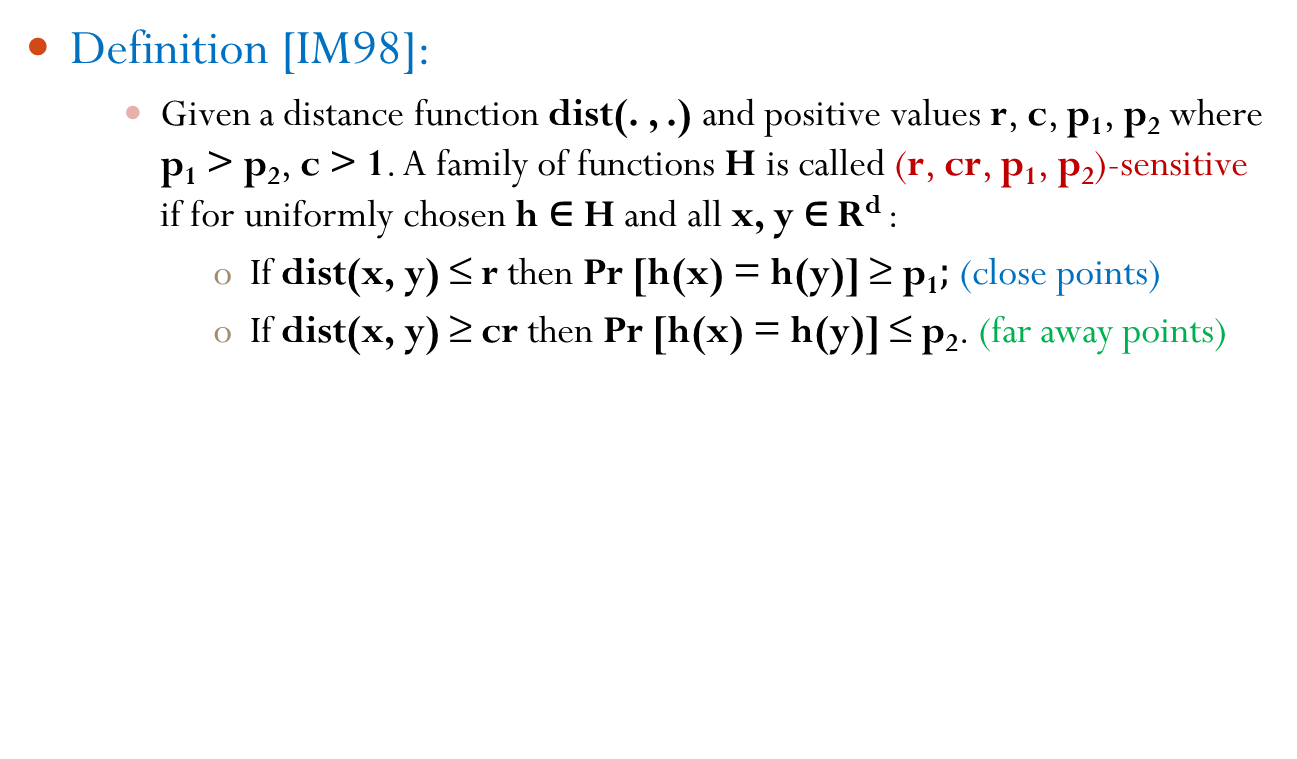 • Definition [IM98]:
• Given a distance function dist(. , .) and positive values r, c, p₁, p₂ where
p₁ > p₂, c > 1. A family of functions H is called (r, cr, p₁, p₂)-sensitive
if for uniformly chosen h ∈ H and all x, y ∈ Rᵈ :
o If dist(x, y) ≤ r then Pr [h(x) = h(y)] ≥ p₁; (close points)
o If dist(x, y) ≥ cr then Pr [h(x) = h(y)] ≤ p₂. (far away points)